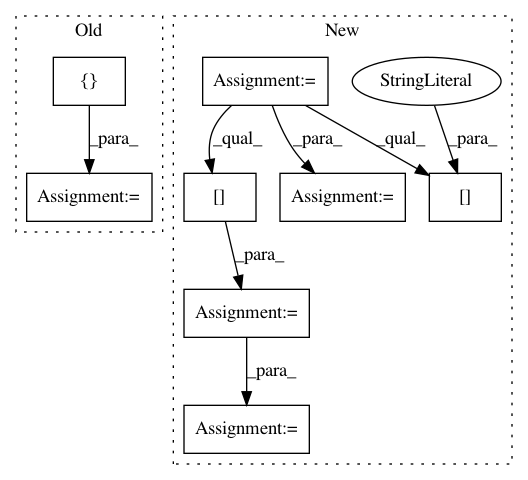 Old
New
{}
Assignment:=
StringLiteral
_para_
_qual_
_para_
_qual_
_para_
Assignment:=
[]
Assignment:=
[]
_para_
Assignment:=
_para_
Assignment:=